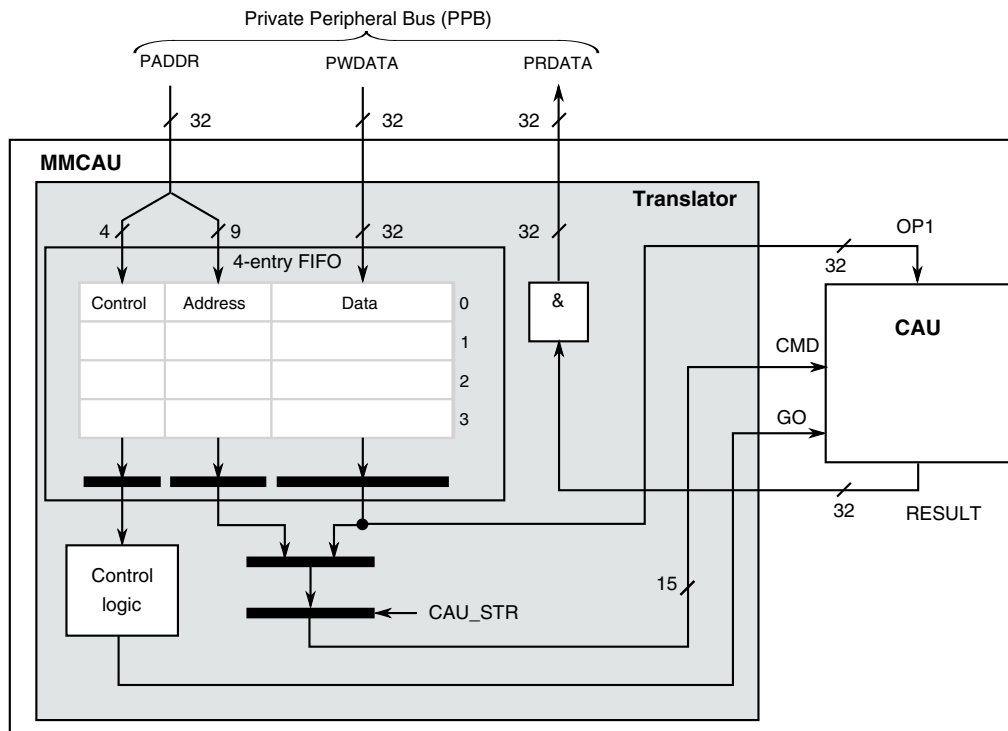 Private Peripheral Bus (PPB)
PADDR PWDATA PRDATA
32 32 32
MMCAU
Translator
4 9 32 32
OP1
32
4-entry FIFO
Control Address Data 0
&
CAU
1
CMD
2
3
GO
32
RESULT
Control
logic
15
CAU_STR